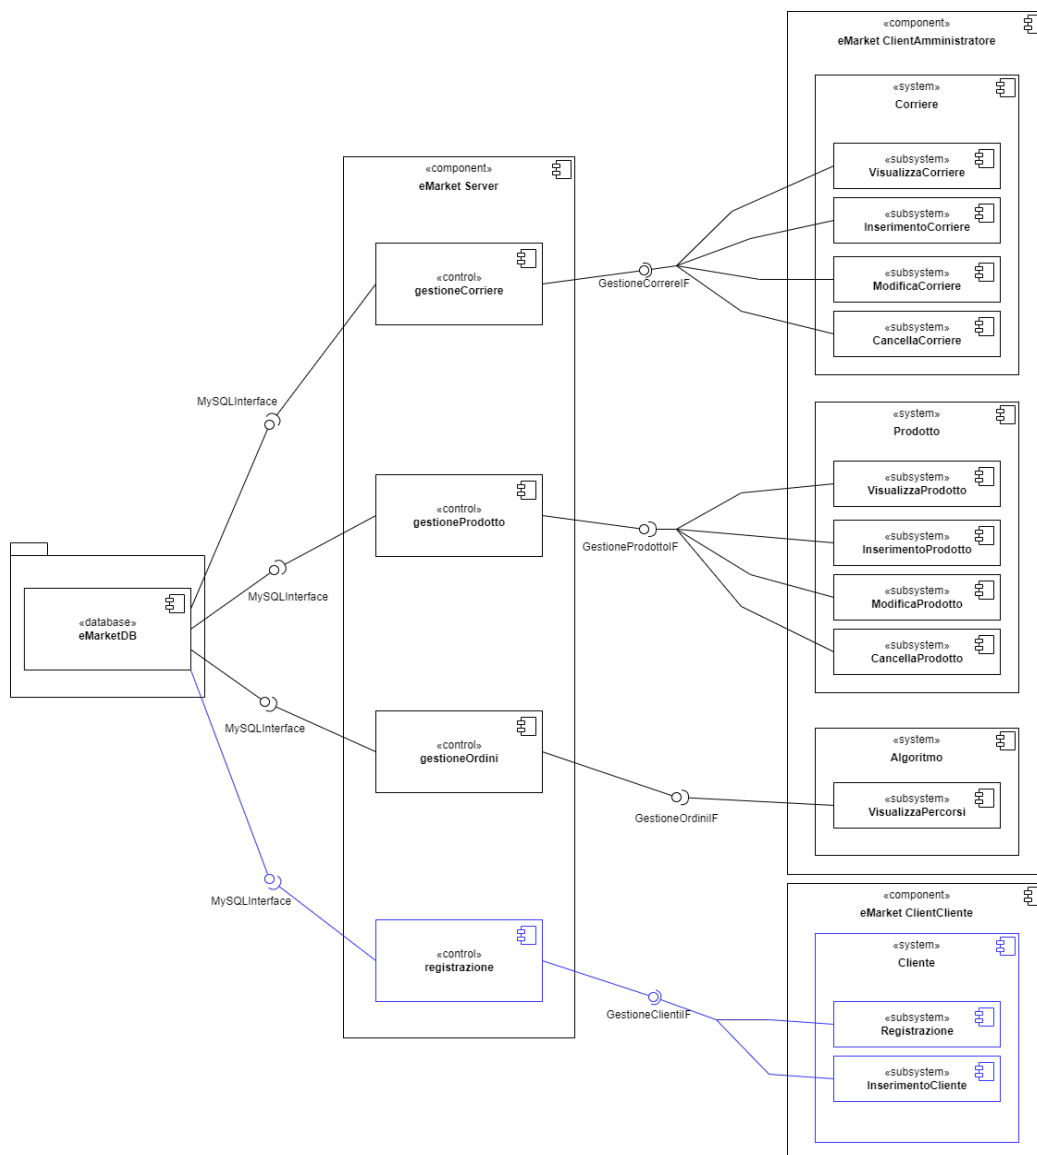 «component»
eMarket ClientAmministratore
«system»
Corriere
«subsystem»
VisualizzaCorriere
«subsystem»
InserimentoCorriere
«subsystem»
ModificaCorriere
«subsystem»
CancellaCorriere
«component»
eMarket Server
«control»
gestioneCorriere
GestioneCorrereIF
MySQLInterface
«system»
Prodotto
«subsystem»
VisualizzaProdotto
«subsystem»
InserimentoProdotto
«subsystem»
ModificaProdotto
«subsystem»
CancellaProdotto
«control»
gestioneProdotto
GestioneProdottoIF
MySQLInterface
«database»
eMarketDB
MySQLInterface
«control»
gestioneOrdini
GestioneOrdiniIF
«system»
Algoritmo
«subsystem»
VisualizzaPercorsi
MySQLInterface
«control»
registrazione
GestioneClientiIF
«component»
eMarket ClientCliente
«system»
Cliente
«subsystem»
Registrazione
«subsystem»
InserimentoCliente